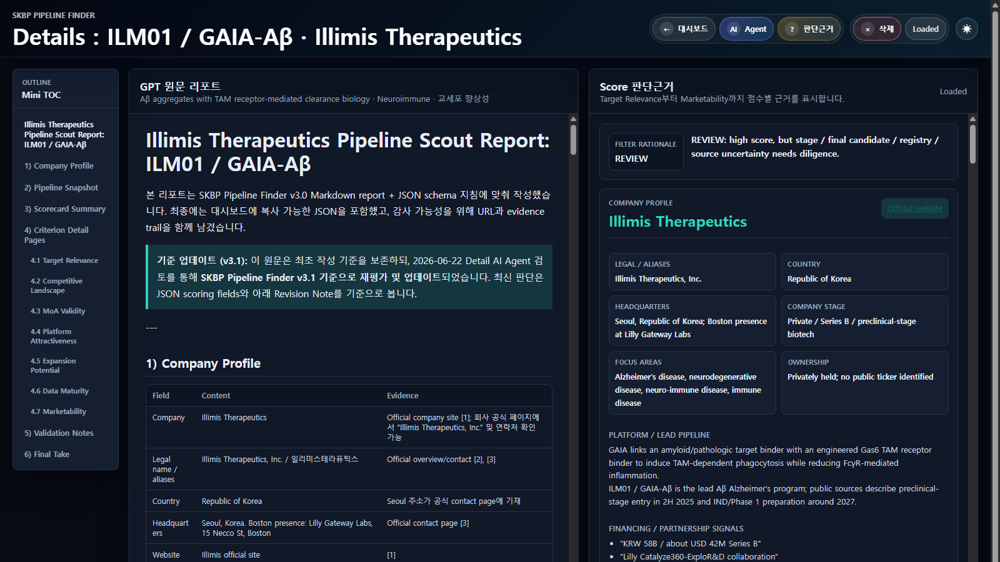 SKBP PIPELINE FINDER
Details : ILM01 / GAIA-Aβ · Illimis Therapeutics
← 대시보드
AI Agent
? 판단근거
× 삭제
Loaded
OUTLINE
Mini TOC
Illimis Therapeutics
Pipeline Scout Report:
ILM01 / GAIA-Aβ
1) Company Profile
2) Pipeline Snapshot
3) Scorecard Summary
4) Criterion Detail
Pages
4.1 Target Relevance
4.2 Competitive
Landscape
4.3 MoA Validity
4.4 Platform
Attractiveness
4.5 Expansion
Potential
4.6 Data Maturity
4.7 Marketability
5) Validation Notes
6) Final Take
GPT 원문 리포트
Aβ aggregates with TAM receptor-mediated clearance biology · Neuroimmune · 교세포 향상성
Illimis Therapeutics Pipeline Scout Report:
ILM01 / GAIA-Aβ
본 리포트는 SKBP Pipeline Finder v3.0 Markdown report + JSON schema 지침에 맞춰 작성했습
니다. 최종에는 대시보드에 복사 가능한 JSON을 포함했고, 감사 가능성을 위해 URL과 evidence
trail을 함께 남겼습니다.
기준 업데이트 (v3.1): 이 원문은 최초 작성 기준을 보존하되, 2026-06-22 Detail AI Agent 검
토를 통해 SKBP Pipeline Finder v3.1 기준으로 재평가 및 업데이트되었습니다. 최신 판단은
JSON scoring fields와 아래 Revision Note를 기준으로 봅니다.
---
1) Company Profile
Field Content Evidence
Company Illimis Therapeutics Official company site [1]; 회사 공식 페이지에
서 "Illimis Therapeutics, Inc." 및 연락처 확인
가능
Legal Illimis Therapeutics, Inc. / 일리미스테라퓨틱스 Official overview/contact [2], [3]
name /
aliases
Country Republic of Korea Seoul 주소가 공식 contact page에 기재
Headquart Seoul, Korea. Boston presence: Lilly Gateway Labs, Official contact page [3]
ers 15 Necco St, Boston
Website Illimis official site [1]
Score 판단근거
Target Relevance부터 Marketability까지 점수별 근거를 표시합니다.
Loaded
FILTER RATIONALE
REVIEW
REVIEW: high score, but stage / final candidate / registry /
source uncertainty needs diligence.
COMPANY PROFILE
Illimis Therapeutics
Official website
LEGAL / ALIASES
Illimis Therapeutics, Inc.
COUNTRY
Republic of Korea
HEADQUARTERS
Seoul, Republic of Korea; Boston presence
at Lilly Gateway Labs
COMPANY STAGE
Private / Series B / preclinical-stage
biotech
FOCUS AREAS
Alzheimer's disease, neurodegenerative
disease, neuro-immune disease, immune
disease
OWNERSHIP
Privately held; no public ticker identified
PLATFORM / LEAD PIPELINE
GAIA links an amyloid/pathologic target binder with an engineered Gas6 TAM receptor
binder to induce TAM-dependent phagocytosis while reducing FcγR-mediated
inflammation.
ILM01 / GAIA-Aβ is the lead Aβ Alzheimer's program; public sources describe preclinical-
stage entry in 2H 2025 and IND/Phase 1 preparation around 2027.
FINANCING / PARTNERSHIP SIGNALS
• "KRW 58B / about USD 42M Series B"
• "Lilly Catalyze360-ExploR&D collaboration"